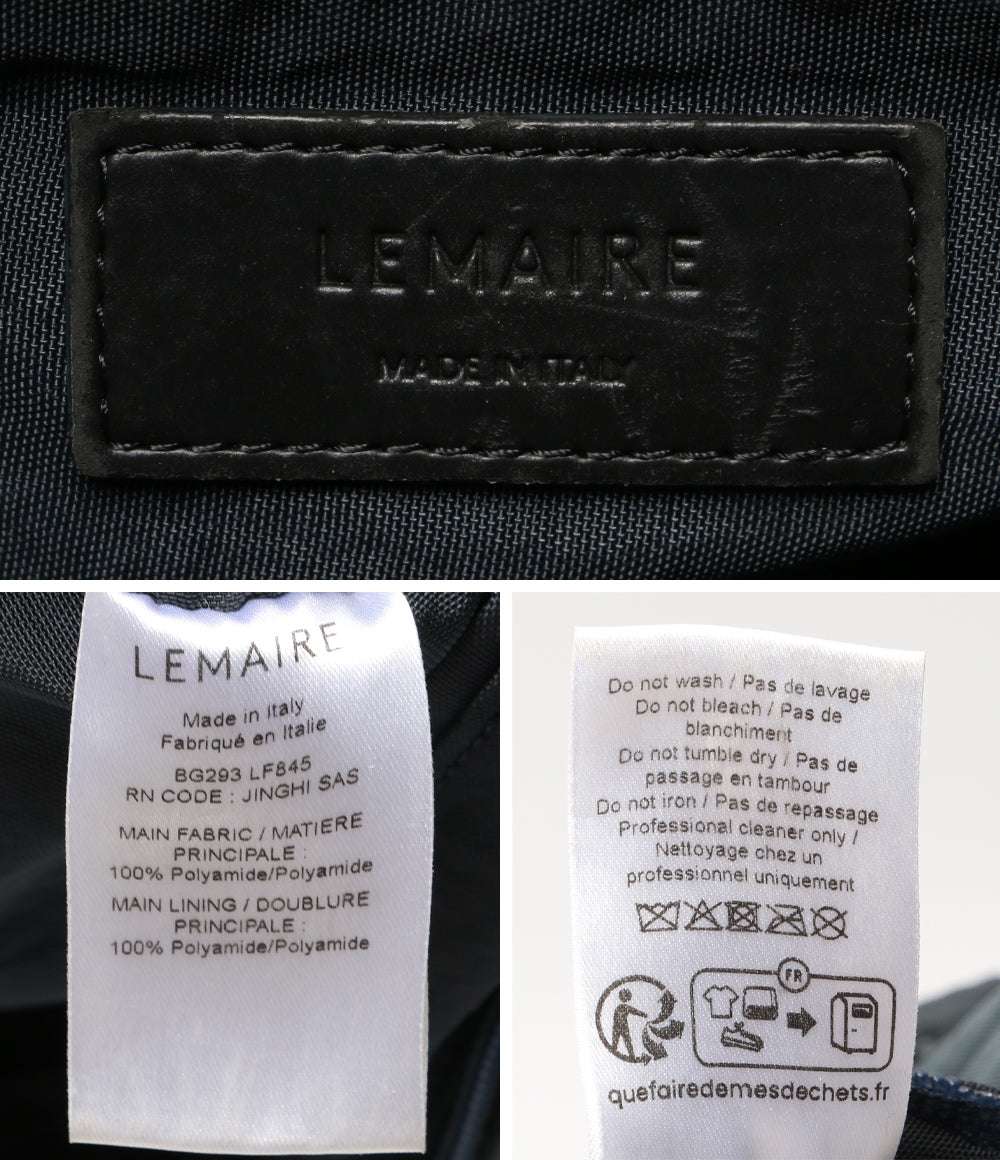 LEMAIRE
MADE IN ITALY
LEMAIRE
Made in Italy
Fabriqué en Italie
BG293 LF845
RN CODE : JINGHI SAS
MAIN FABRIC / MATIERE
PRINCIPALE :
100% Polyamide/Polyamide
MAIN LINING / DOUBLURE
PRINCIPALE :
100% Polyamide/Polyamide
Do not wash / Pas de lavage
Do not bleach / Pas de
blanchiment
Do not tumble dry / Pas de
passage en tambour
Do not iron / Pas de repassage
Professional cleaner only /
Nettoyage chez un
professionnel uniquement
FR
quefairedemesdechets.fr